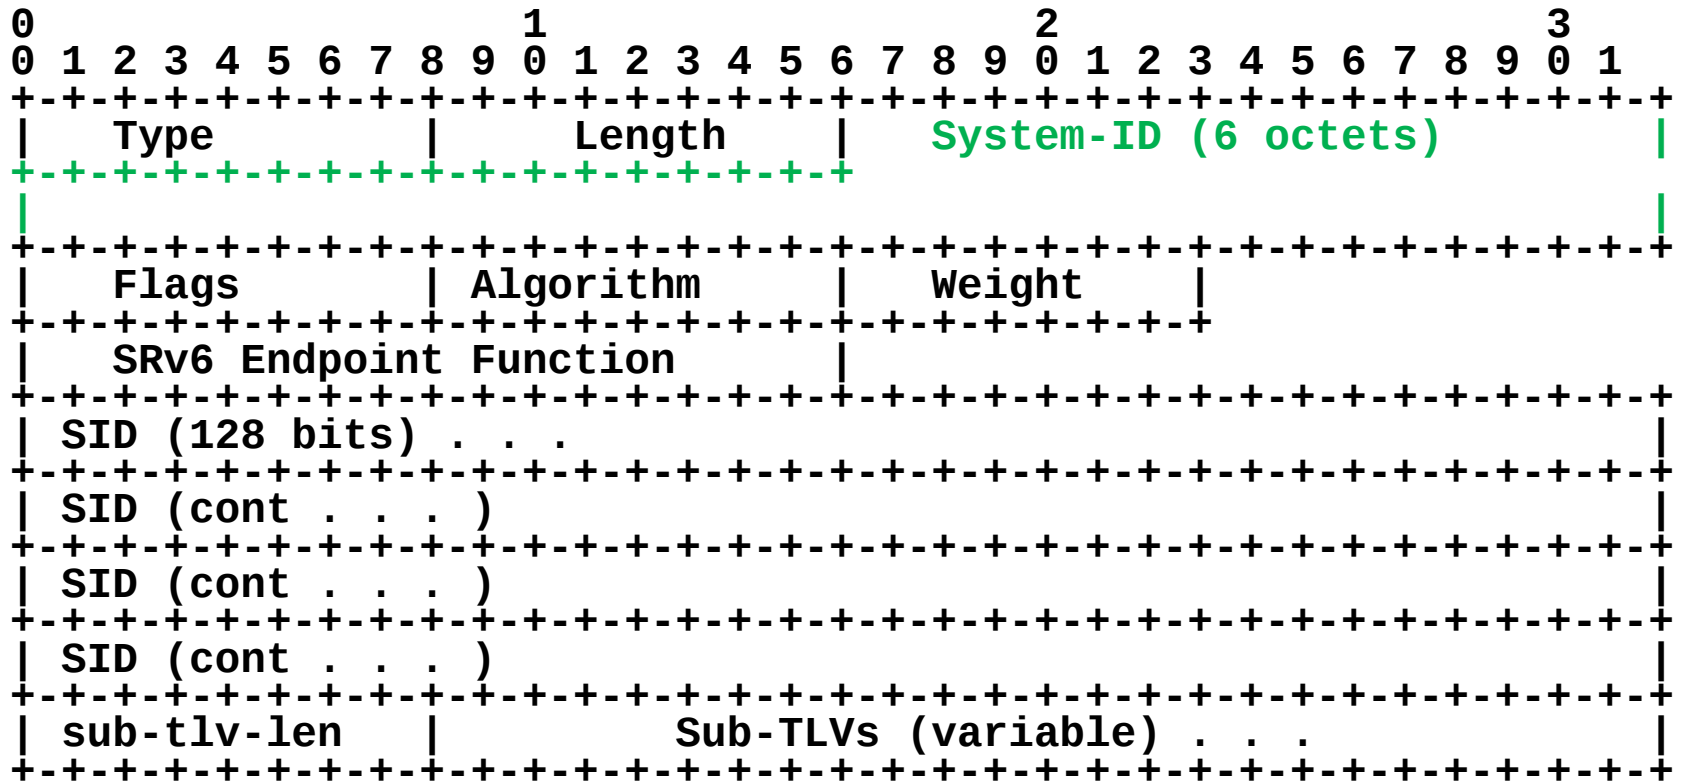 0                   1                   2                   3
0 1 2 3 4 5 6 7 8 9 0 1 2 3 4 5 6 7 8 9 0 1 2 3 4 5 6 7 8 9 0 1
+-+-+-+-+-+-+-+-+-+-+-+-+-+-+-+-+-+-+-+-+-+-+-+-+-+-+-+-+-+-+-+-+
|   Type        |     Length    |   System-ID (6 octets)        |
+-+-+-+-+-+-+-+-+-+-+-+-+-+-+-+-+
|                                                               |
+-+-+-+-+-+-+-+-+-+-+-+-+-+-+-+-+-+-+-+-+-+-+-+-+-+-+-+-+-+-+-+-+
|   Flags       | Algorithm     |   Weight    |
+-+-+-+-+-+-+-+-+-+-+-+-+-+-+-+-+-+-+-+-+-+-+-+
|   SRv6 Endpoint Function      |
+-+-+-+-+-+-+-+-+-+-+-+-+-+-+-+-+-+-+-+-+-+-+-+-+-+-+-+-+-+-+-+-+
| SID (128 bits) . . .                                          |
+-+-+-+-+-+-+-+-+-+-+-+-+-+-+-+-+-+-+-+-+-+-+-+-+-+-+-+-+-+-+-+-+
| SID (cont . . . )                                             |
+-+-+-+-+-+-+-+-+-+-+-+-+-+-+-+-+-+-+-+-+-+-+-+-+-+-+-+-+-+-+-+-+
| SID (cont . . . )                                             |
+-+-+-+-+-+-+-+-+-+-+-+-+-+-+-+-+-+-+-+-+-+-+-+-+-+-+-+-+-+-+-+-+
| SID (cont . . . )                                             |
+-+-+-+-+-+-+-+-+-+-+-+-+-+-+-+-+-+-+-+-+-+-+-+-+-+-+-+-+-+-+-+-+
| sub-tlv-len   |         Sub-TLVs (variable) . . .             |
+-+-+-+-+-+-+-+-+-+-+-+-+-+-+-+-+-+-+-+-+-+-+-+-+-+-+-+-+-+-+-+-+